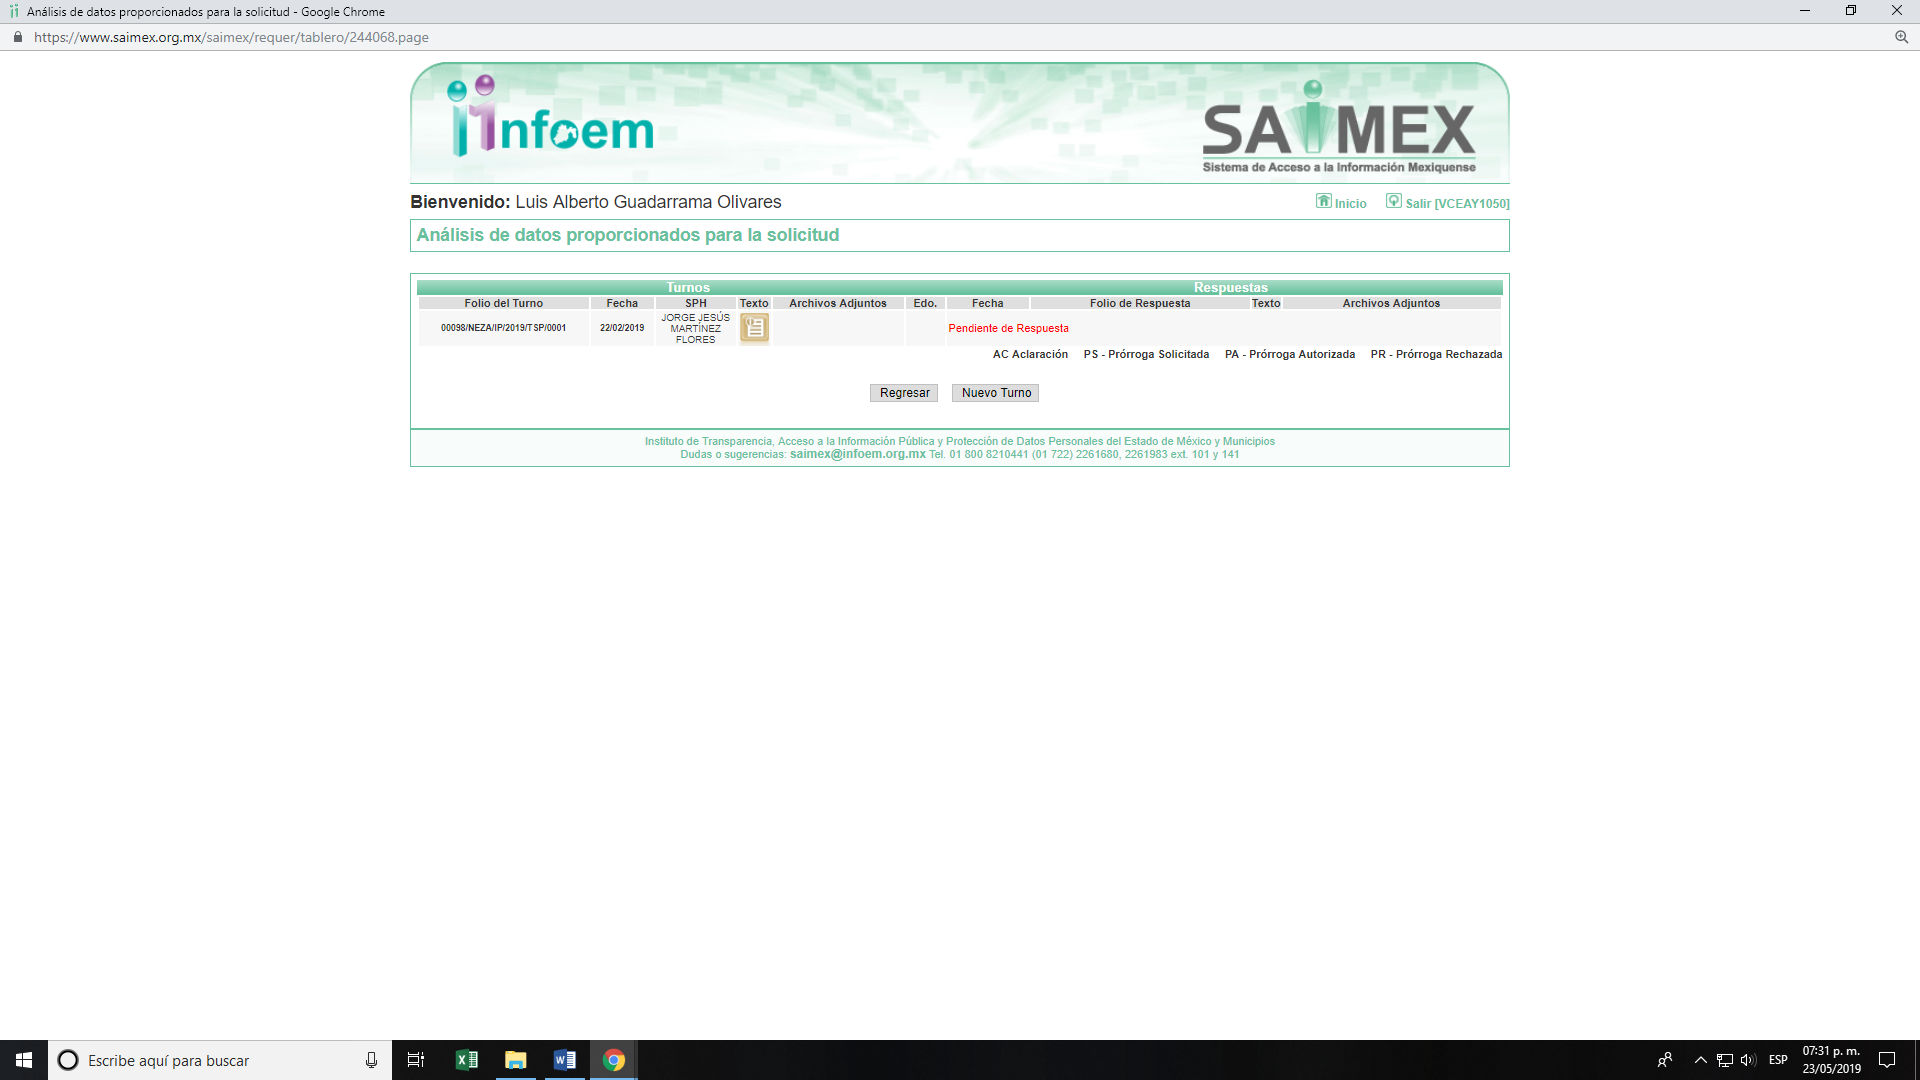 Análisis de datos proporcionados para la solicitud - Google Chrome
https://www.saimex.org.mx/saimex/requer/tablero/244068.page
infoem
SAIMEX
Sistema de Acceso a la Información Mexiquense
Bienvenido: Luis Alberto Guadarrama Olivares
Inicio Salir [VCEAY1050]
Análisis de datos proporcionados para la solicitud
Turnos Respuestas
Folio del Turno Fecha SPH Texto Archivos Adjuntos Edo. Fecha Folio de Respuesta Texto Archivos Adjuntos
00098/NEZA/IP/2019/TSP/0001 22/02/2019 JORGE JESÚS MARTÍNEZ FLORES Pendiente de Respuesta
AC Aclaración PS - Prórroga Solicitada PA - Prórroga Autorizada PR - Prórroga Rechazada
Regresar Nuevo Turno
Instituto de Transparencia, Acceso a la Información Pública y Protección de Datos Personales del Estado de México y Municipios
Dudas o sugerencias: saimex@infoem.org.mx Tel. 01 800 8210441 (01 722) 2261680, 2261983 ext. 101 y 141
Escribe aquí para buscar
ESP
07:31 p. m.
23/05/2019